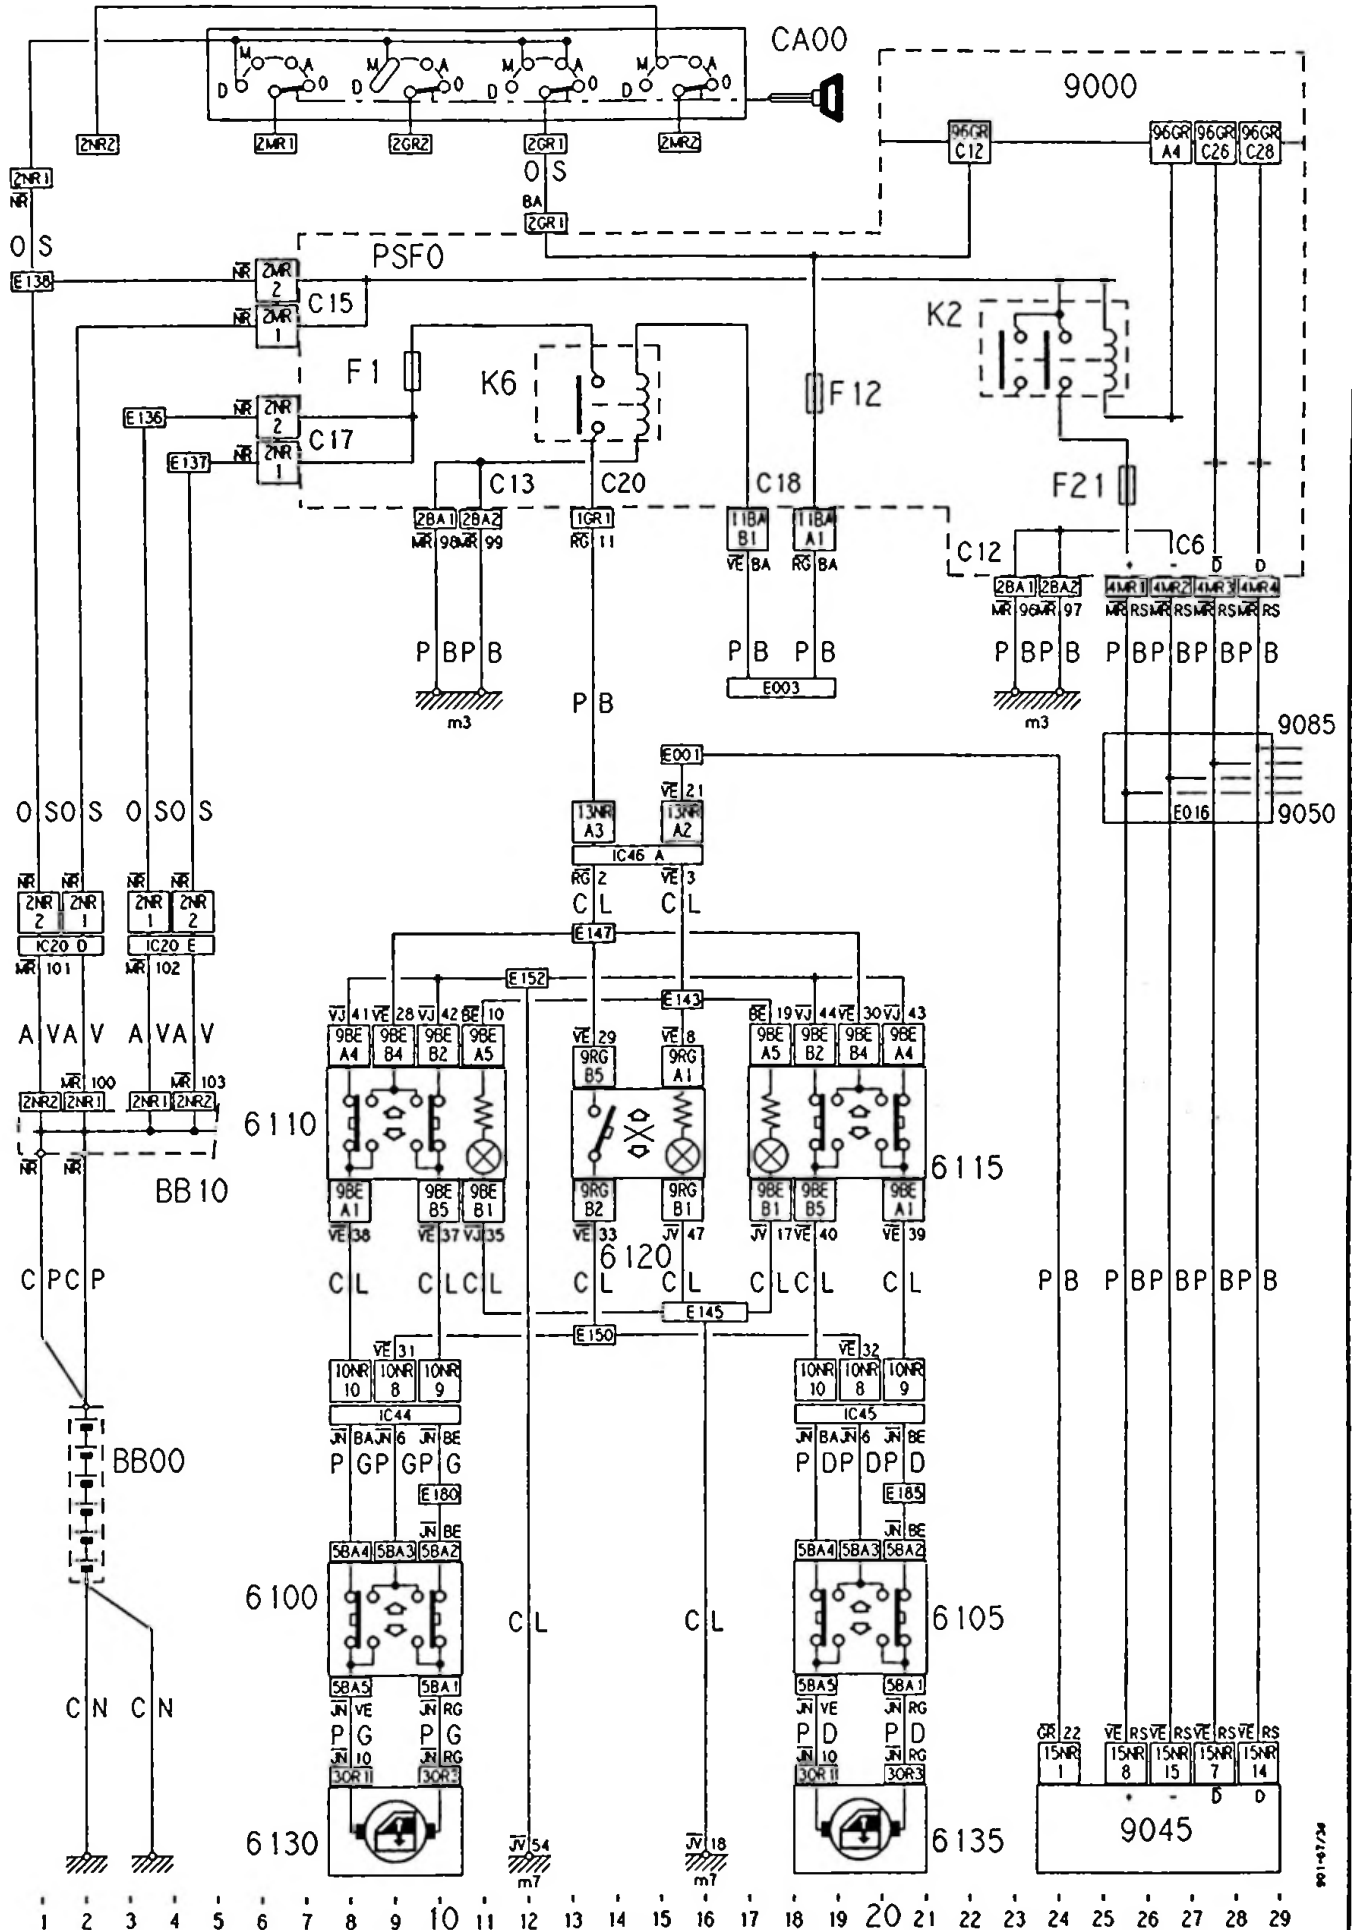 CA00
M A M A M A M A
D O D O D O D O
9000
2NR2
2MR1
2GR2
2GR1
2MR2
96GR C12
96GR A4
96GR C26
96GR C28
2NR1
NR
O S
BA
2GR1
O S
PSF0
E138
NR
2MR 2
C15
NR
2MR 1
K2
F1
K6
F12
E136
NR
2NR 2
C17
E137
NR
2NR 1
C13
C20
C18
F21
2BA1
2BA2
1GR1
11BA B1
11BA A1
C12
C6
+ - D D
MR 98
MR 99
RG 11
VE BA
RG BA
2BA1
2BA2
4MR1
4MR2
4MR3
4MR4
MR 96
MR 97
MR RS
MR RS
MR RS
MR RS
P B
P B
P B
P B
P B
P B
P B
P B
P B
P B
E003
m3
P B
m3
9085
E001
VE 21
E016
9050
O S
O S
O S
O S
13NR A3
13NR A2
IC46 A
NR
NR
NR
NR
RG 2
VE 3
2NR 2
2NR 1
2NR 1
2NR 2
C L
C L
IC20 D
IC20 E
E147
MR 101
MR 102
E152
E143
VJ 41
VE 28
VJ 42
BE 10
VE 29
VE 8
BE 19
VJ 44
VE 30
VJ 43
A V
A V
A V
A V
9BE A4
9BE B4
9BE B2
9BE A5
9RG B5
9RG A1
9BE A5
9BE B2
9BE B4
9BE A4
MR 100
MR 103
2NR2
2NR1
2NR1
2NR2
6110
6115
NR
NR
BB10
9BE A1
9BE B5
9BE B1
9RG B2
9RG B1
9BE B1
9BE B5
9BE A1
VE 38
VE 37
VJ 35
VE 33
JV 47
JV 17
VE 40
VE 39
6120
C P
C P
C L
C L
C L
C L
C L
C L
C L
C L
P B
P B
P B
P B
P B
E145
E150
VE 31
VE 32
10NR 10
10NR 8
10NR 9
10NR 10
10NR 8
10NR 9
IC44
IC45
BB00
JN BA
JN 6
JN BE
JN BA
JN 6
JN BE
P G
P G
P G
P D
P D
P D
E180
E185
JN BE
JN BE
5BA4
5BA3
5BA2
5BA4
5BA3
5BA2
6100
6105
C L
C L
5BA5
5BA1
5BA5
5BA1
C N
C N
JN VE
JN RG
JN VE
JN RG
P G
P G
P D
P D
GR 22
VE RS
VE RS
VE RS
VE RS
JN 10
JN RG
JN 10
JN RG
3OR1
3OR3
3OR1
3OR3
15NR 1
15NR 8
15NR 15
15NR 7
15NR 14
+ - D D
6130
6135
9045
JV 54
JV 18
m7
m7
1 2 3 4 5 6 7 8 9 10 11 12 13 14 15 16 17 18 19 20 21 22 23 24 25 26 27 28 29